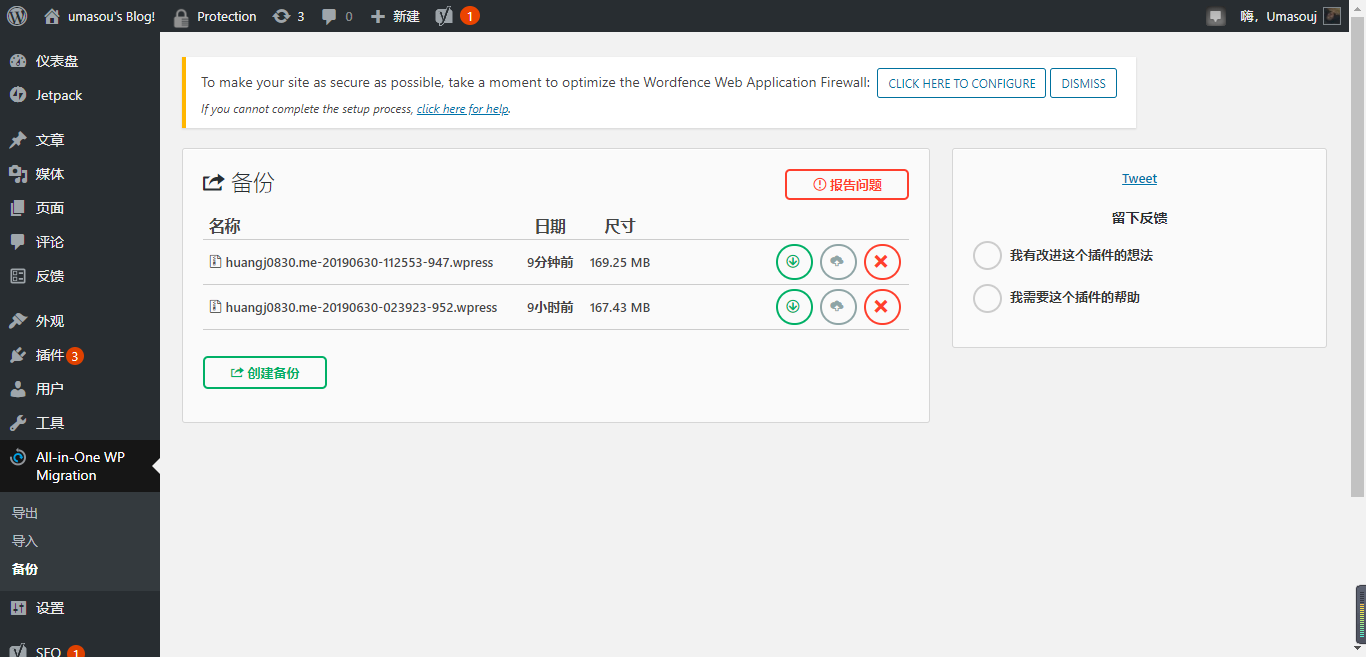 umasou's Blog! Protection 3 0 新建 1 嗨，Umasouj
仪表盘
Jetpack
文章
媒体
页面
评论
反馈
外观
插件 3
用户
工具
All-in-One WP
Migration
导出
导入
备份
设置
SEO 1
To make your site as secure as possible, take a moment to optimize the Wordfence Web Application Firewall: CLICK HERE TO CONFIGURE DISMISS
If you cannot complete the setup process, click here for help.
备份 报告问题
名称 日期 尺寸
huangj0830.me-20190630-112553-947.wpress 9分钟前 169.25 MB
huangj0830.me-20190630-023923-952.wpress 9小时前 167.43 MB
创建备份
Tweet
留下反馈
我有改进这个插件的想法
我需要这个插件的帮助